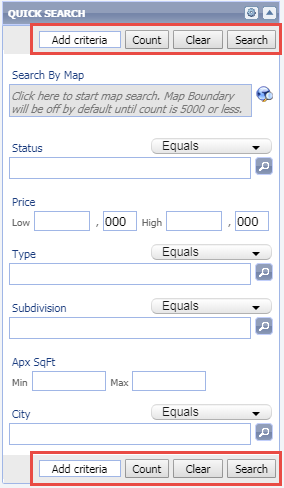 QUICK SEARCH
Add criteria Count Clear Search
Search By Map
Click here to start map search. Map Boundary
will be off by default until count is 5000 or less.
Status Equals
Price
Low , 000 High , 000
Type Equals
Subdivision Equals
Apx SqFt
Min Max
City Equals
Add criteria Count Clear Search